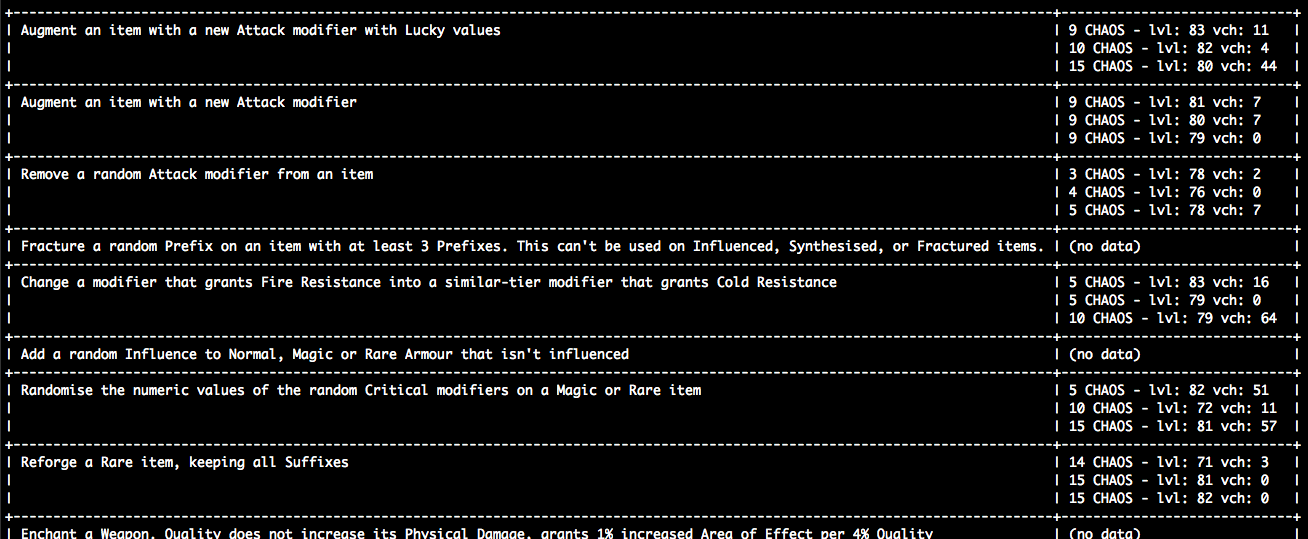 Augment an item with a new Attack modifier with Lucky values | 9 CHAOS - lvl: 83 vch: 11
10 CHAOS - lvl: 82 vch: 4
15 CHAOS - lvl: 80 vch: 44
Augment an item with a new Attack modifier | 9 CHAOS - lvl: 81 vch: 7
9 CHAOS - lvl: 80 vch: 7
9 CHAOS - lvl: 79 vch: 0
Remove a random Attack modifier from an item | 3 CHAOS - lvl: 78 vch: 2
4 CHAOS - lvl: 76 vch: 0
5 CHAOS - lvl: 78 vch: 7
Fracture a random Prefix on an item with at least 3 Prefixes. This can't be used on Influenced, Synthesised, or Fractured items. | (no data)
Change a modifier that grants Fire Resistance into a similar-tier modifier that grants Cold Resistance | 5 CHAOS - lvl: 83 vch: 16
5 CHAOS - lvl: 79 vch: 0
10 CHAOS - lvl: 79 vch: 64
Add a random Influence to Normal, Magic or Rare Armour that isn't influenced | (no data)
Randomise the numeric values of the random Critical modifiers on a Magic or Rare item | 5 CHAOS - lvl: 82 vch: 51
10 CHAOS - lvl: 72 vch: 11
15 CHAOS - lvl: 81 vch: 57
Reforge a Rare item, keeping all Suffixes | 14 CHAOS - lvl: 71 vch: 3
15 CHAOS - lvl: 81 vch: 0
15 CHAOS - lvl: 82 vch: 0
Enchant a Weapon. Quality does not increase its Physical Damage, grants 1% increased Area of Effect per 4% Quality | (no data)